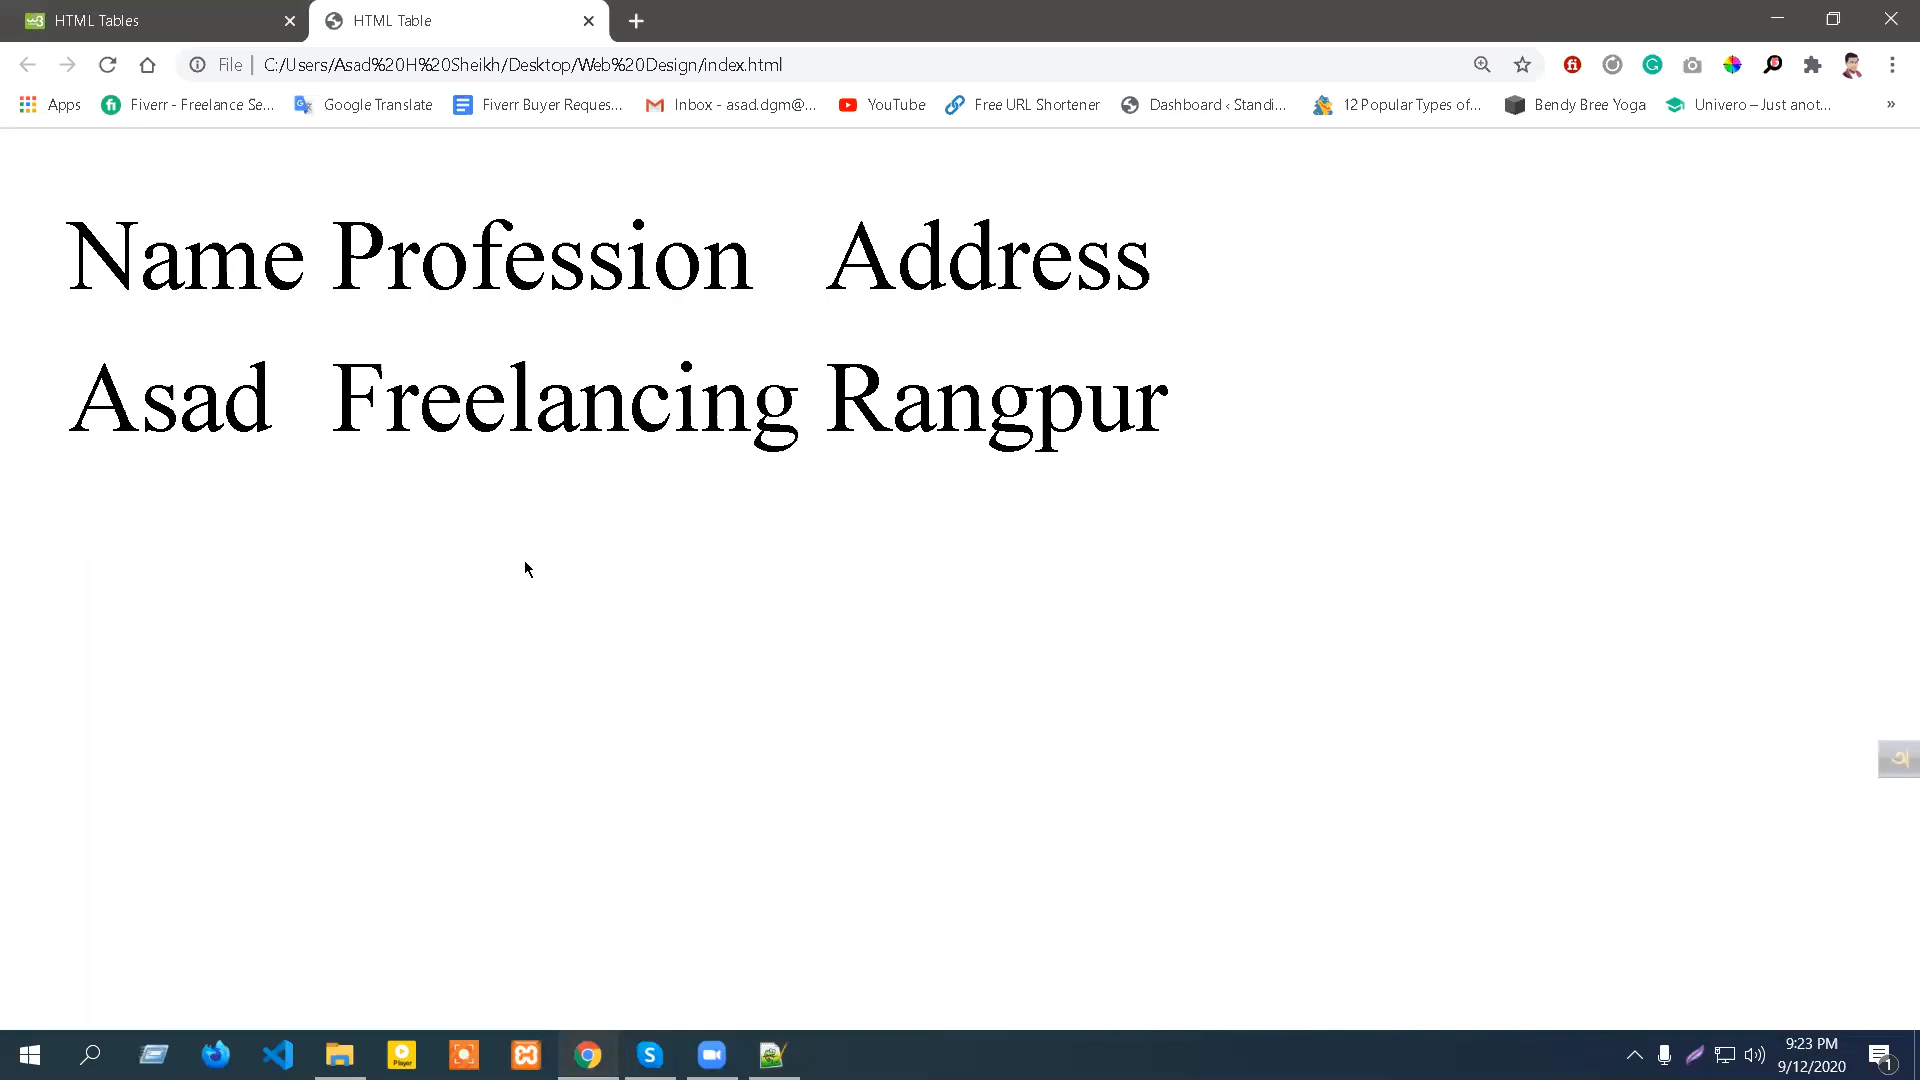 HTML Tables
HTML Table
File | C:/Users/Asad%20H%20Sheikh/Desktop/Web%20Design/index.html
Apps
Fiverr - Freelance Se...
Google Translate
Fiverr Buyer Reques...
Inbox - asad.dgm@...
YouTube
Free URL Shortener
Dashboard ‹ Standi...
12 Popular Types of...
Bendy Bree Yoga
Univero – Just anot...
»
Name Profession Address
Asad Freelancing Rangpur
অ
Player
9:23 PM
9/12/2020
1